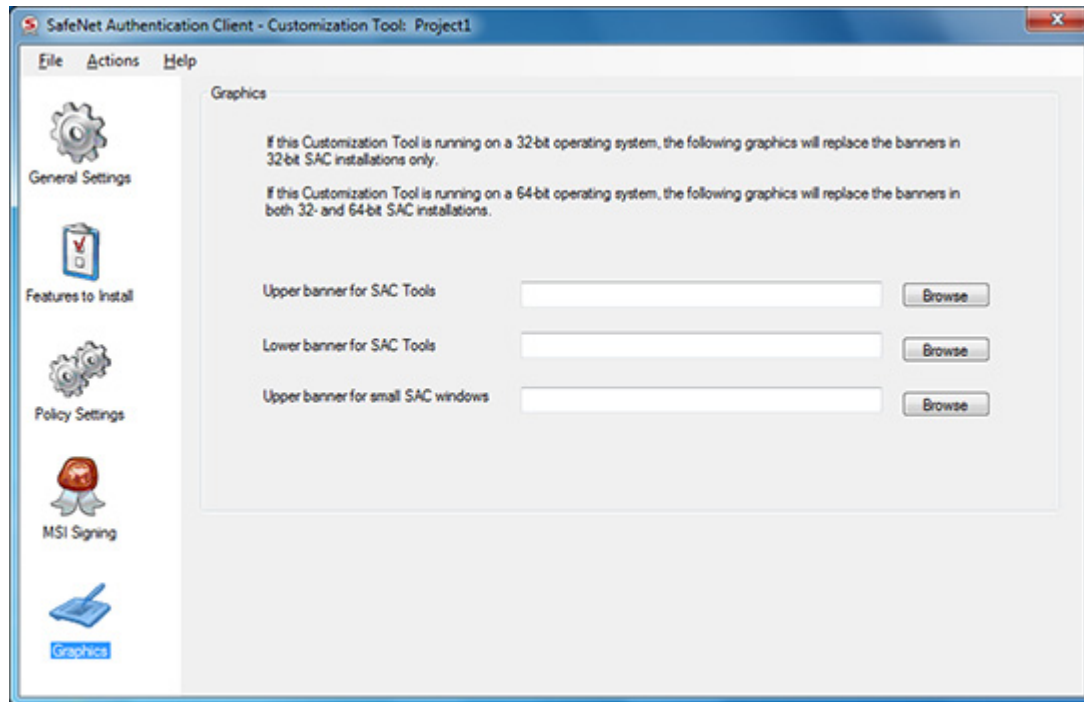 SafeNet Authentication Client - Customization Tool: Project1
File Actions Help
General Settings
Features to Install
Policy Settings
MSI Signing
Graphics
Graphics
If this Customization Tool is running on a 32-bit operating system, the following graphics will replace the banners in
32-bit SAC installations only.
If this Customization Tool is running on a 64-bit operating system, the following graphics will replace the banners in
both 32- and 64-bit SAC installations.
Upper banner for SAC Tools
Browse
Lower banner for SAC Tools
Browse
Upper banner for small SAC windows
Browse